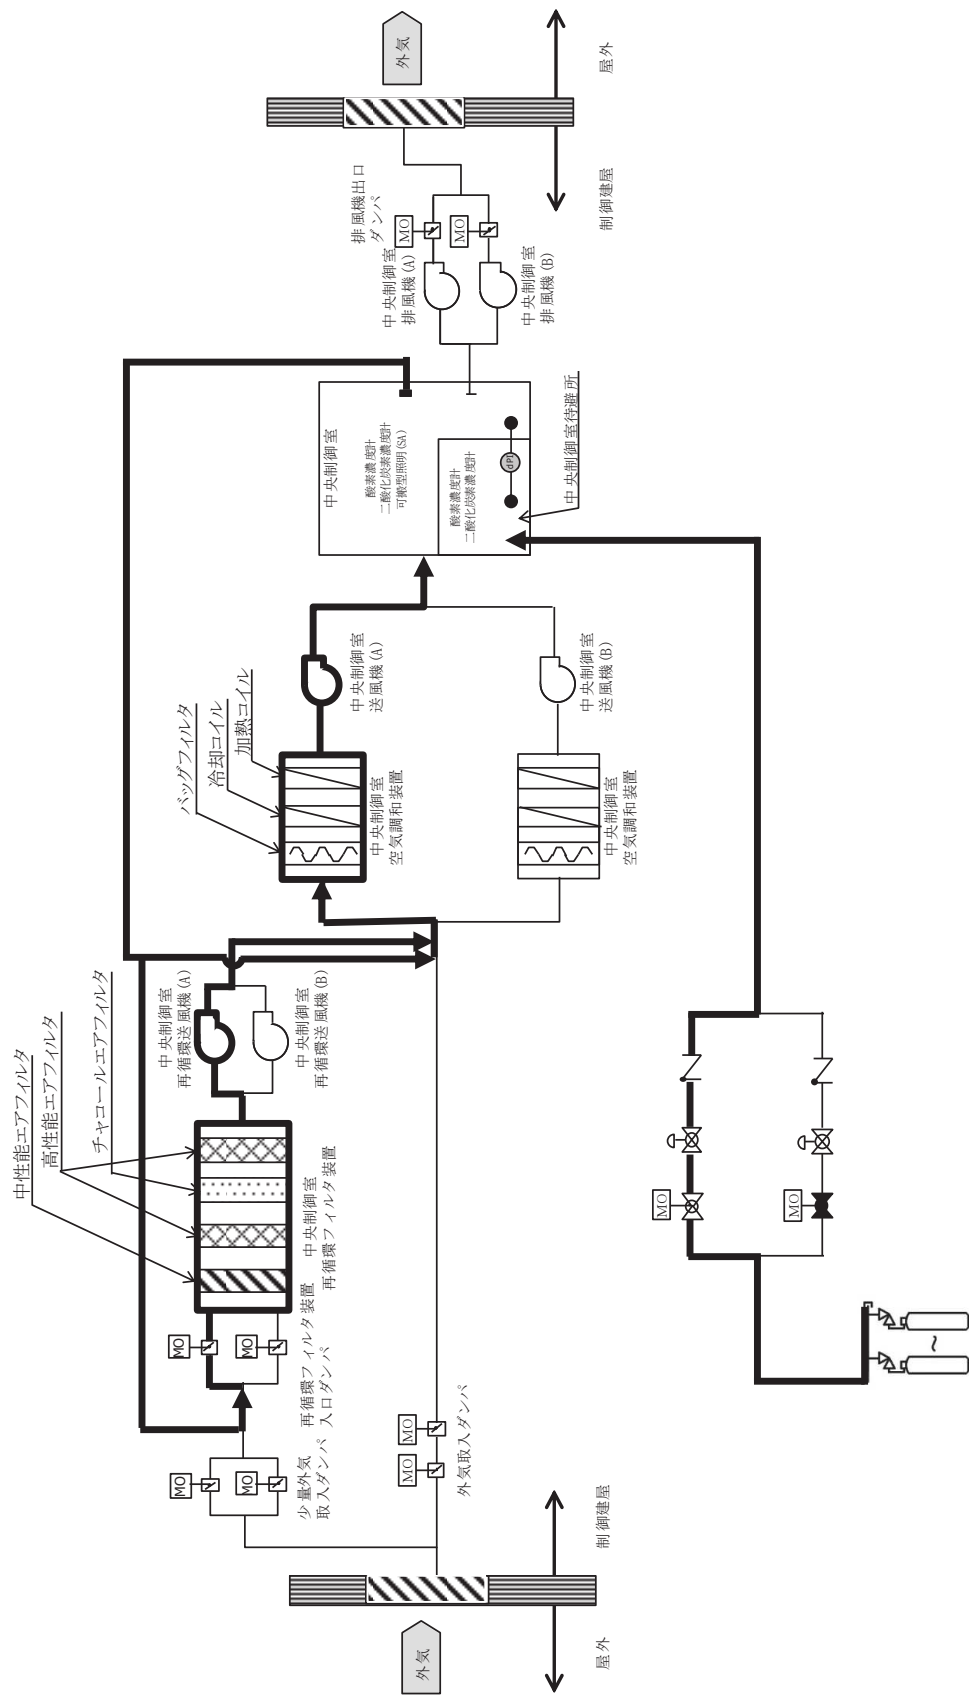 外気
屋外
制御建屋
少量外気
取入ダンパ
MO
MO
外気取入ダンパ
MO
MO
再循環フィルタ装置
入口ダンパ
MO
MO
中性能エアフィルタ
高性能エアフィルタ
チャコールエアフィルタ
中央制御室
再循環フィルタ装置
中央制御室
再循環送風機(A)
中央制御室
再循環送風機(B)
バッグフィルタ
冷却コイル
加熱コイル
中央制御室
空気調和装置
中央制御室
空気調和装置
中央制御室
送風機(A)
中央制御室
送風機(B)
中央制御室
酸素濃度計
二酸化炭素濃度計
可搬型照明(SA)
酸素濃度計
二酸化炭素濃度計
dPI
中央制御室待避所
中央制御室
排風機(A)
中央制御室
排風機(B)
排風機出口
ダンパ
MO
MO
外気
制御建屋
屋外
MO
MO
~